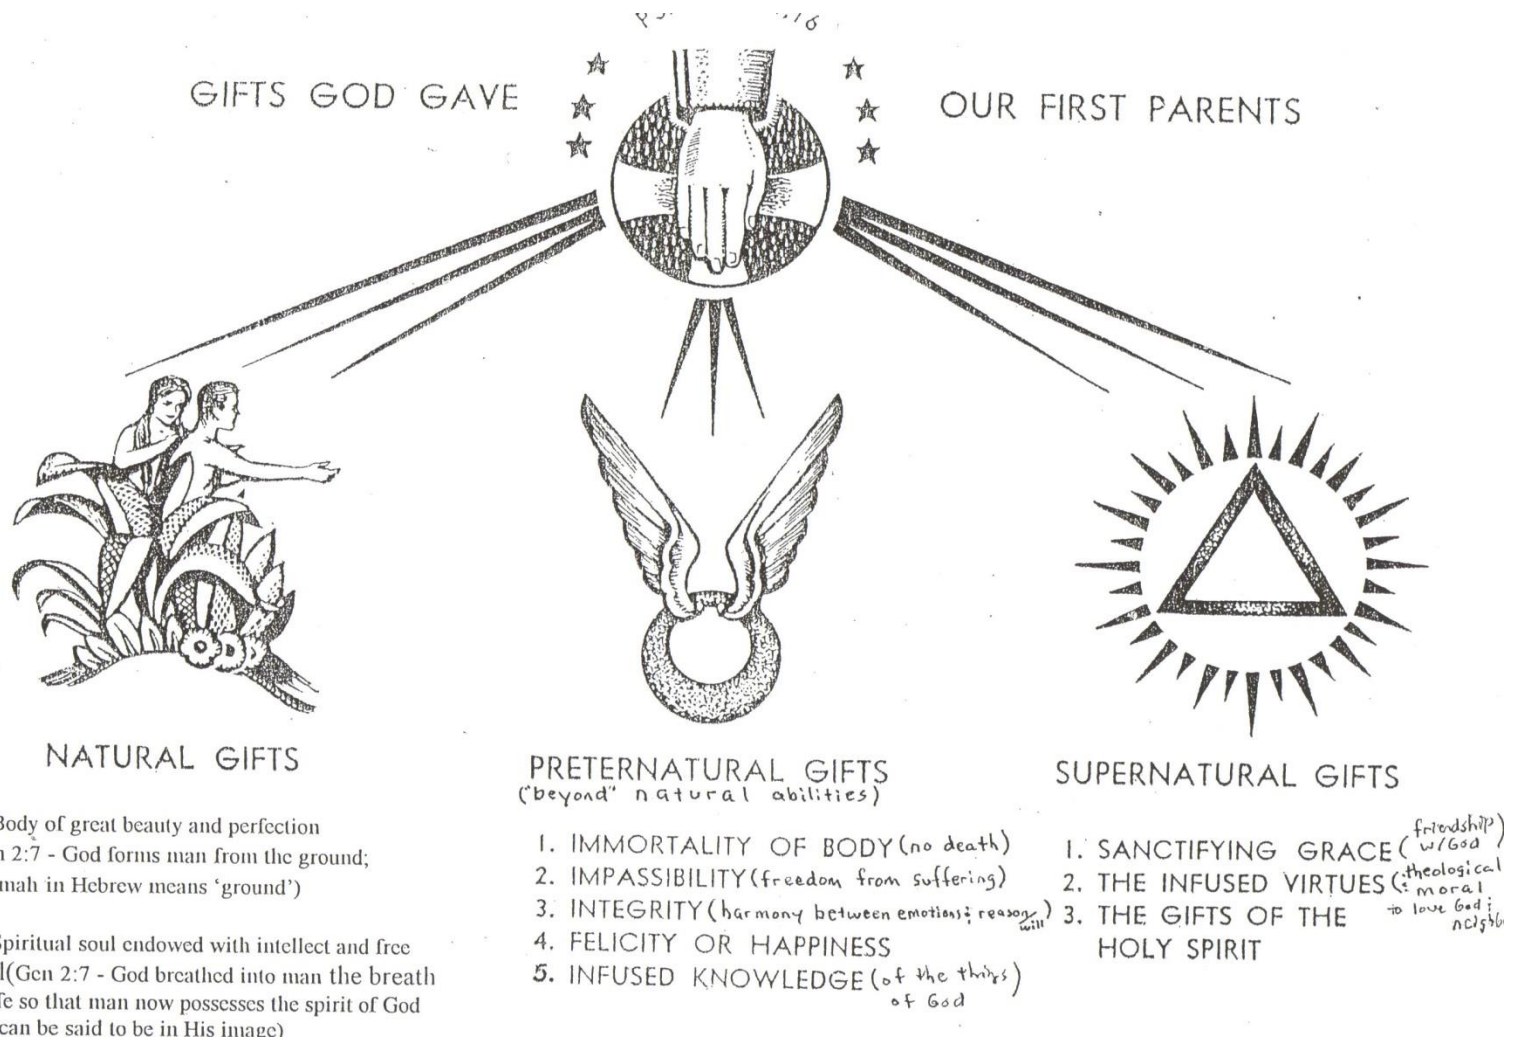 GIFTS GOD GAVE
OUR FIRST PARENTS
NATURAL GIFTS
Body of great beauty and perfection
2:7 - God forms man from the ground;
mah in Hebrew means ‘ground’)
Spiritual soul endowed with intellect and free
(Gen 2:7 - God breathed into man the breath
so that man now possesses the spirit of God
can be said to be in His image)
PRETERNATURAL GIFTS
("beyond" natural abilities)
1. IMMORTALITY OF BODY (no death)
2. IMPASSIBILITY (freedom from suffering)
3. INTEGRITY (harmony between emotions; reason, will)
4. FELICITY OR HAPPINESS
5. INFUSED KNOWLEDGE (of the things
of God)
SUPERNATURAL GIFTS
1. SANCTIFYING GRACE (friendship
w/God)
2. THE INFUSED VIRTUES (theological
moral
3. THE GIFTS OF THE
to love God;
HOLY SPIRIT